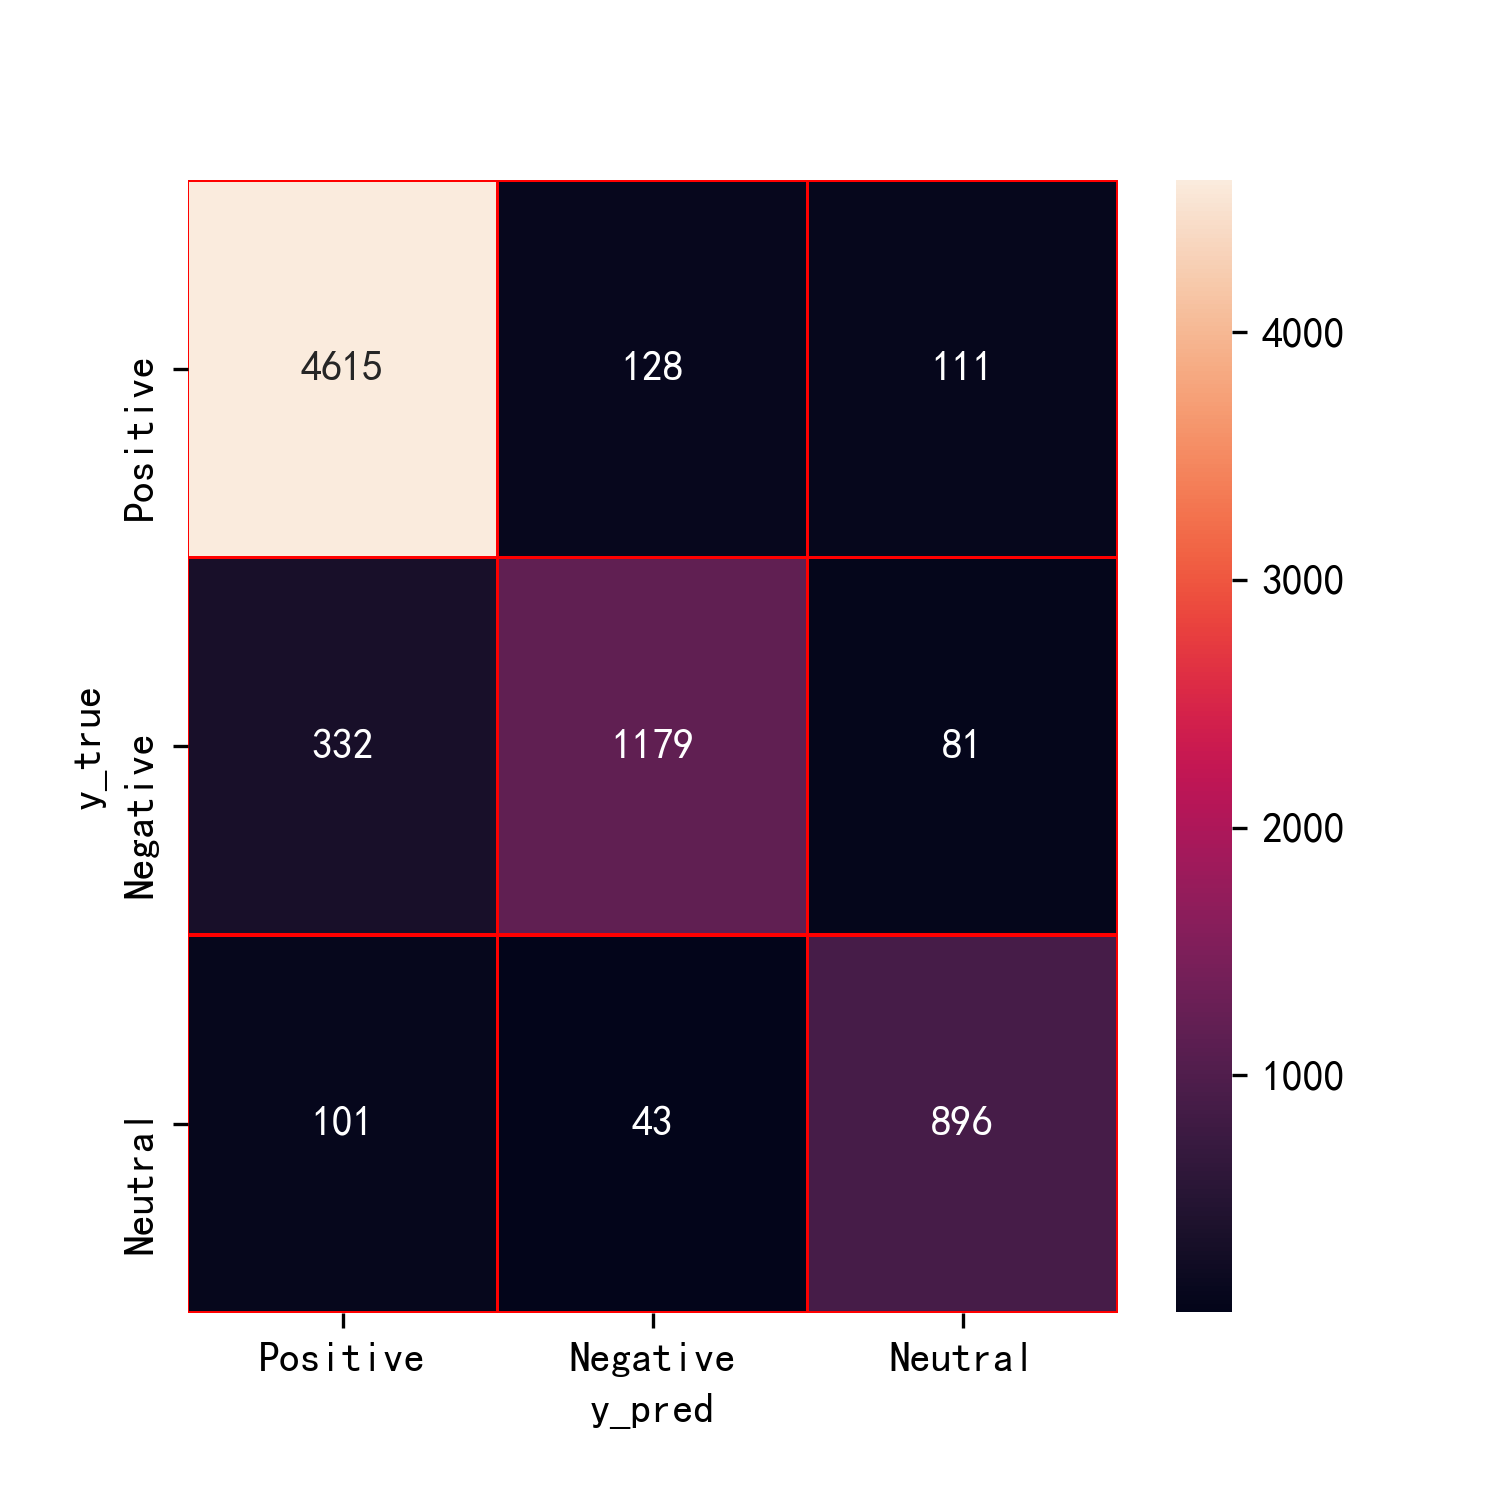 4615 128 111
332 1179 81
101 43 896
Positive
Negative
Neutral
y_true
Positive Negative Neutral
y_pred
4000
3000
2000
1000